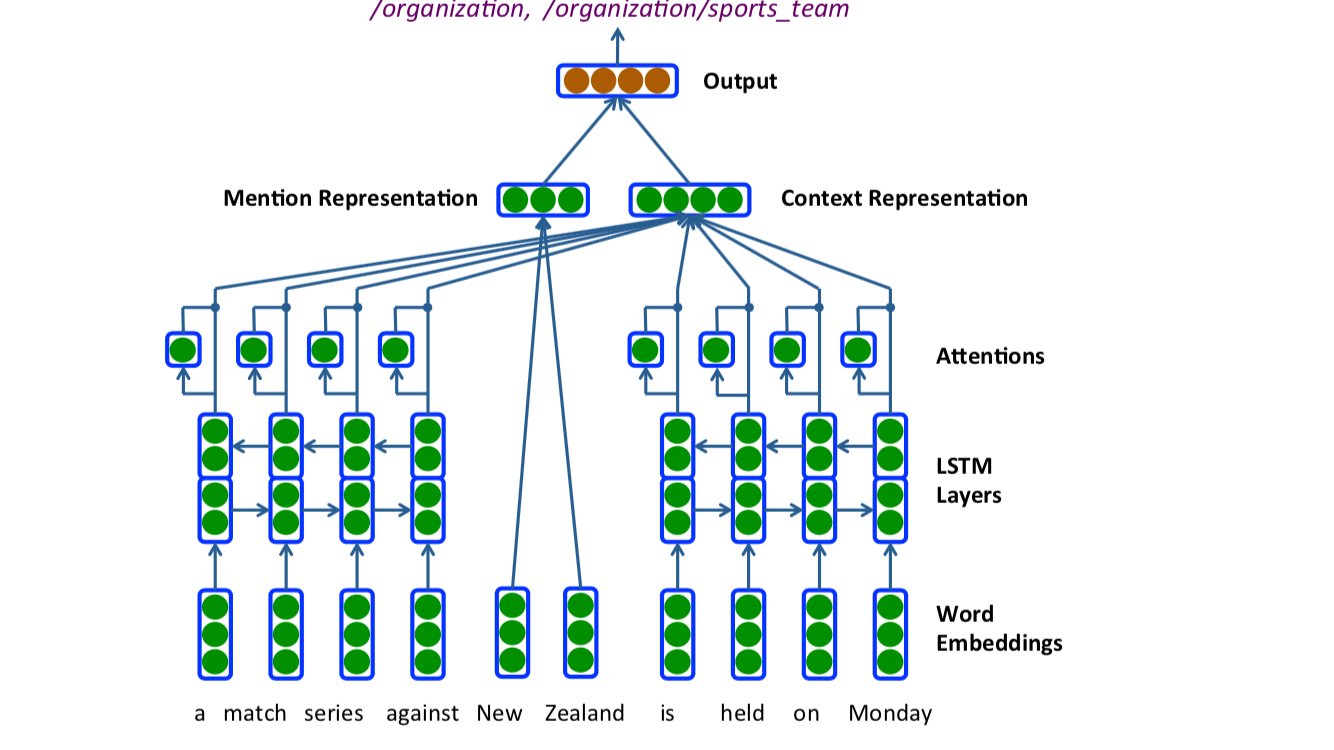 /organization, /organization/sports_team
Output
Mention Representation
Context Representation
Attentions
LSTM
Layers
Word
Embeddings
a match series against New Zealand is held on Monday